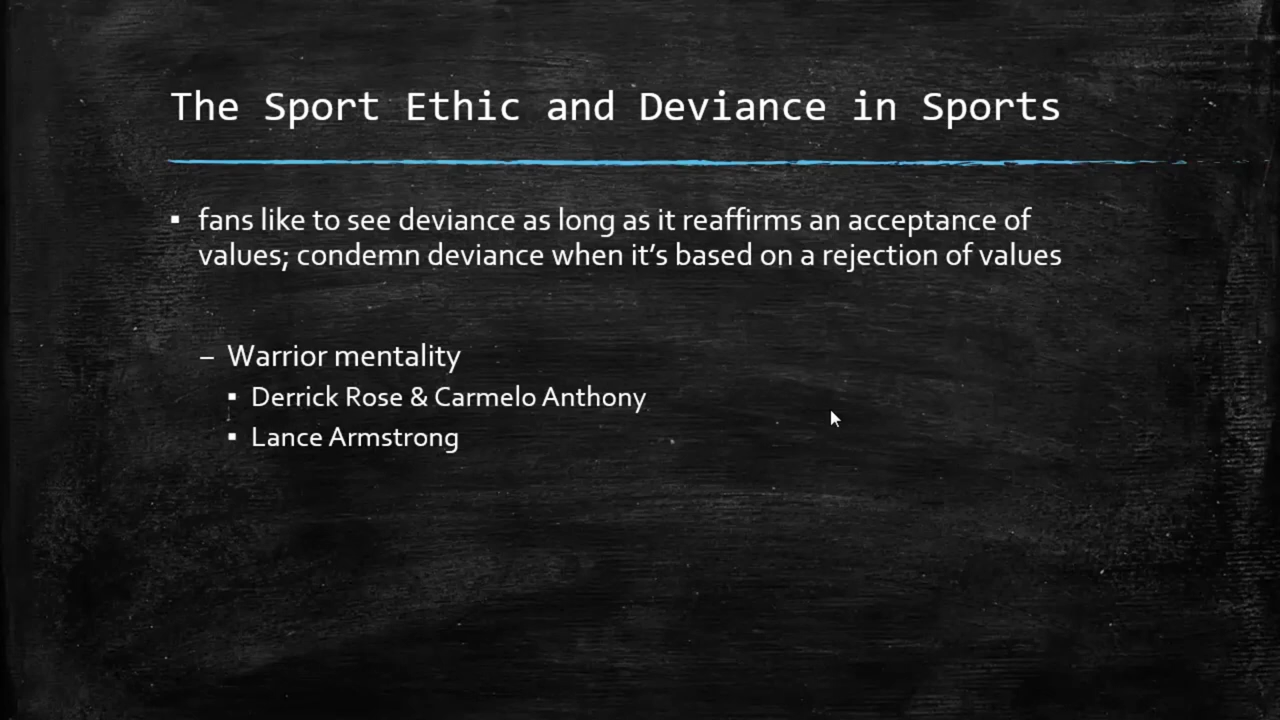 The Sport Ethic and Deviance in Sports
▪ fans like to see deviance as long as it reaffirms an acceptance of
values; condemn deviance when it's based on a rejection of values
– Warrior mentality
▪ Derrick Rose & Carmelo Anthony
▪ Lance Armstrong